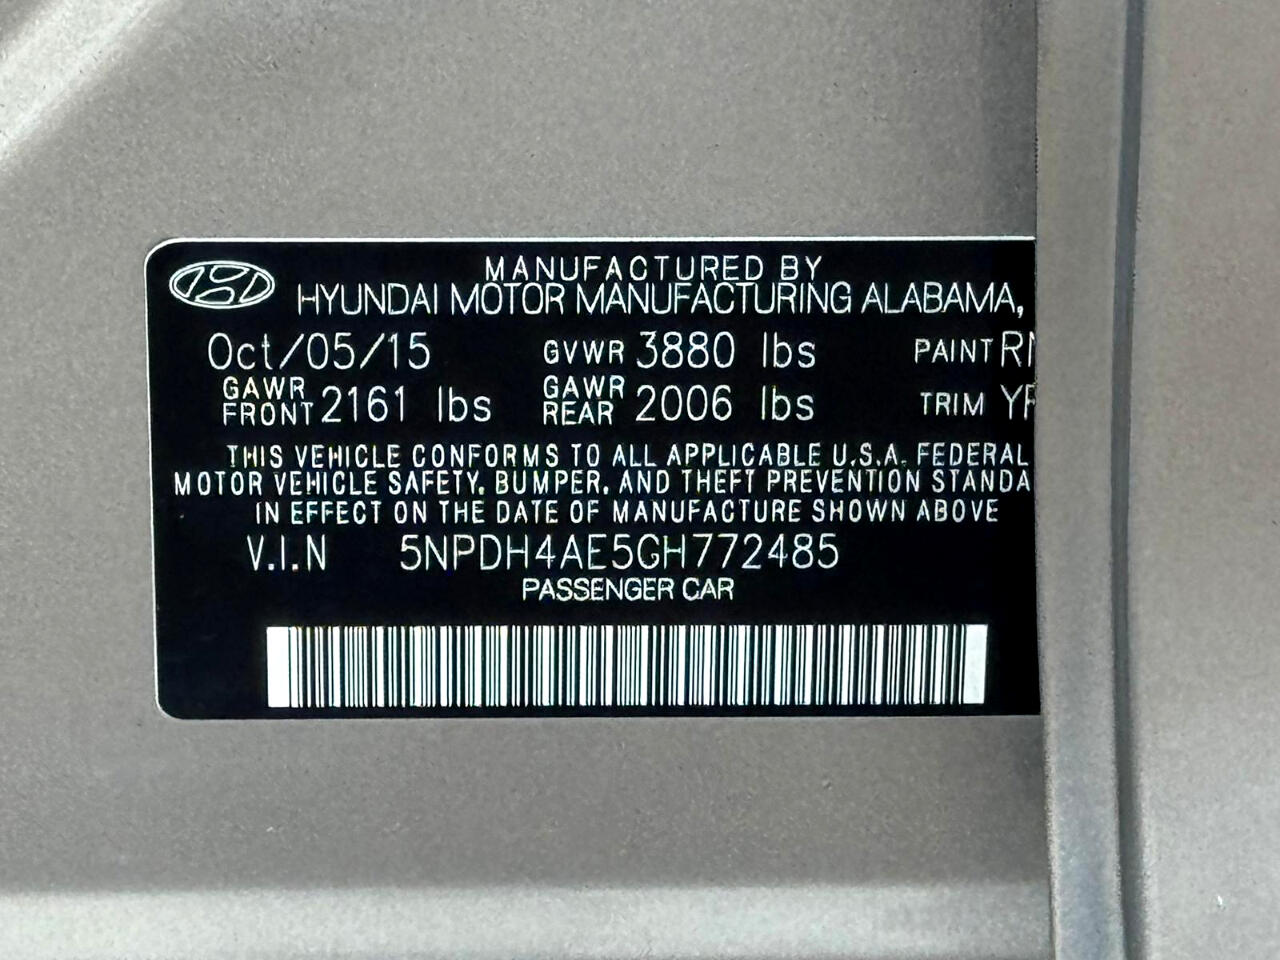 MANUFACTURED BY
HYUNDAI MOTOR MANUFACTURING ALABAMA,
Oct/05/15 GVWR 3880 lbs PAINT
GAWR FRONT 2161 lbs GAWR REAR 2006 lbs TRIM
THIS VEHICLE CONFORMS TO ALL APPLICABLE U.S.A. FEDERAL
MOTOR VEHICLE SAFETY, BUMPER, AND THEFT PREVENTION STANDA
IN EFFECT ON THE DATE OF MANUFACTURE SHOWN ABOVE
V.I.N 5NPDH4AE5GH772485
PASSENGER CAR